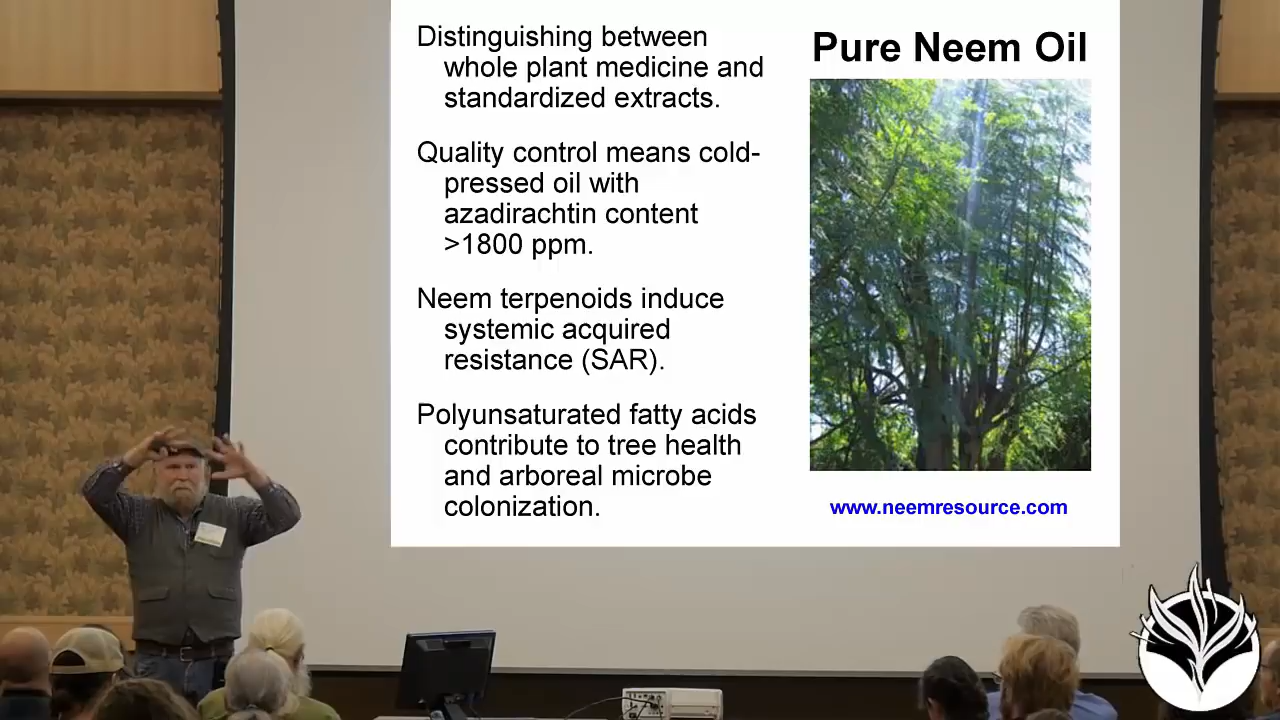 Distinguishing between
whole plant medicine and
standardized extracts.
Quality control means cold-
pressed oil with
azadirachtin content
>1800 ppm.
Neem terpenoids induce
systemic acquired
resistance (SAR).
Polyunsaturated fatty acids
contribute to tree health
and arboreal microbe
colonization.
Pure Neem Oil
www.neemresource.com